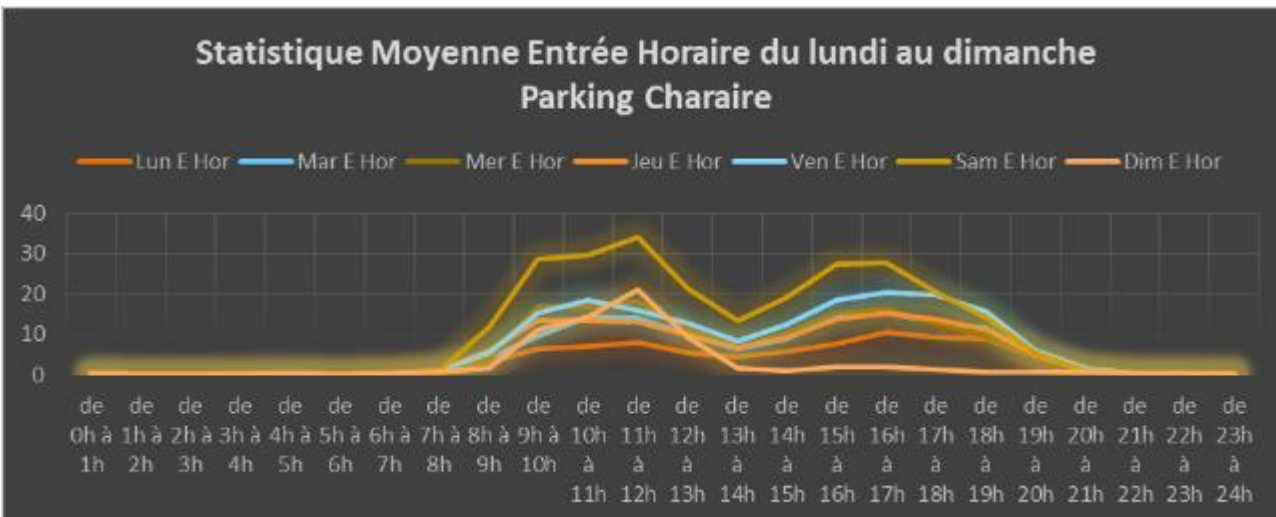 Statistique Moyenne Entrée Horaire du lundi au dimanche
Parking Charaire
Lun E Hor Mar E Hor Mer E Hor Jeu E Hor Ven E Hor Sam E Hor Dim E Hor
40
30
20
10
0
de de de de de de de de de de de de de de de de de de de de de de de de
0h à 1h à 2h à 3h à 4h à 5h à 6h à 7h à 8h à 9h à 10h 11h 12h 13h 14h 15h 16h 17h 18h 19h 20h 21h 22h 23h
1h 2h 3h 4h 5h 6h 7h 8h 9h 10h à à à à à à à à à à à à à à
11h 12h 13h 14h 15h 16h 17h 18h 19h 20h 21h 22h 23h 24h